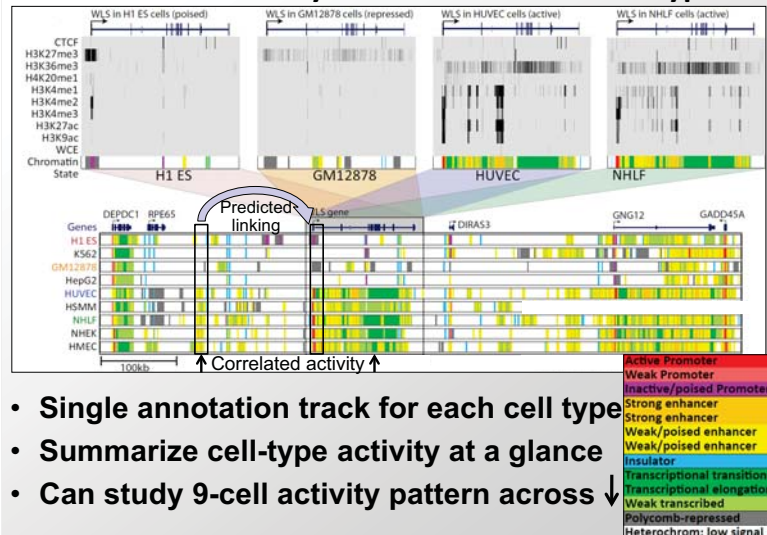 WLS in H1 ES cells (poised)
WLS in GM12878 cells (repressed)
WLS in HUVEC cells (active)
WLS in NHLF cells (active)
CTCF
H3K27me3
H3K36me3
H4K20me1
H3K4me1
H3K4me2
H3K4me3
H3K27ac
H3K9ac
WCE
Chromatin
State
H1 ES
GM12878
HUVEC
NHLF
Predicted
linking
DEPDC1
RPE65
LS gene
DIRAS3
GNG12
GADD45A
Genes
H1 ES
K562
GM12878
HepG2
HUVEC
HSMM
NHLF
NHEK
HMEC
100kb
Correlated activity
• Single annotation track for each cell type
• Summarize cell-type activity at a glance
• Can study 9-cell activity pattern across
Active Promoter
Weak Promoter
Inactive/poised Promote
Strong enhancer
Strong enhancer
Weak/poised enhancer
Weak/poised enhancer
Insulator
Transcriptional transition
Transcriptional elongation
Weak transcribed
Polycomb-repressed
Heterochrom; low signal